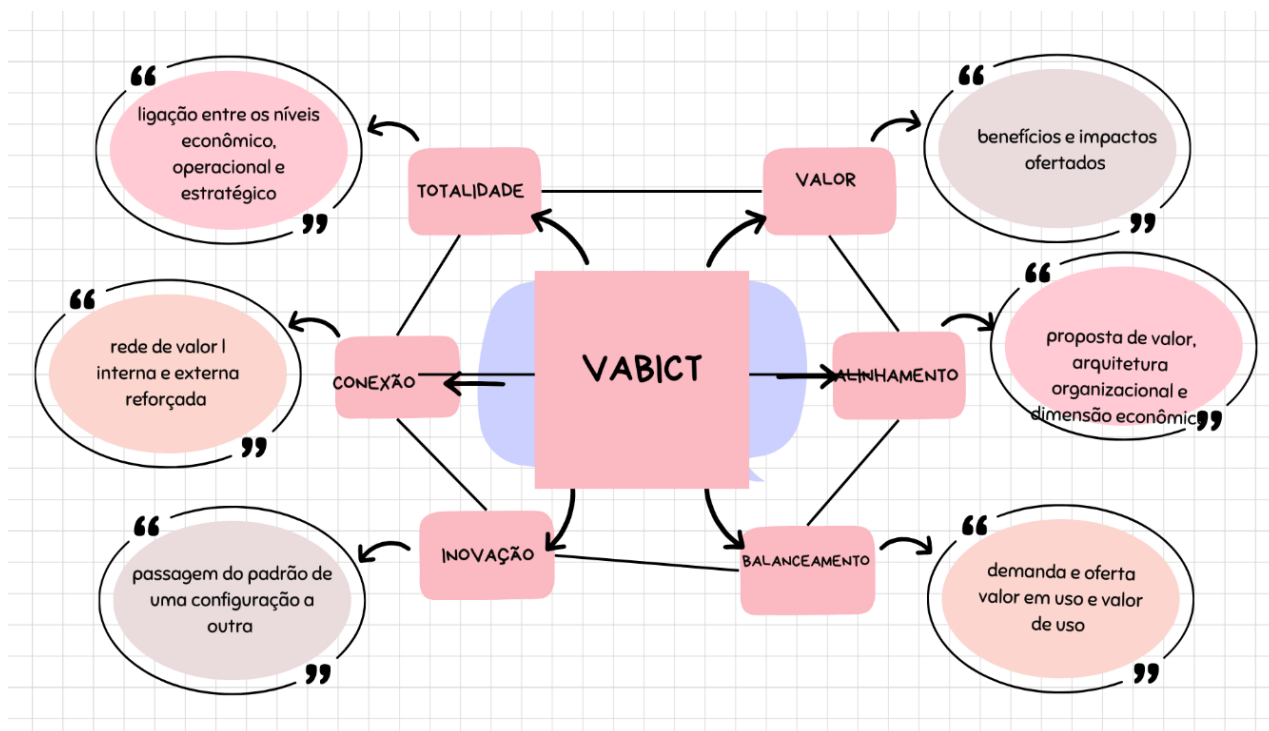 ligação entre os níveis
econômico,
operacional e
estratégico
TOTALIDADE
VALOR
benefícios e impactos
ofertados
rede de valor l
interna e externa
reforçada
CONEXÃO
VABICT
ALINHAMENTO
proposta de valor,
arquitetura
organizacional e
dimensão econômica
passagem do padrão de
uma configuração a
outra
INOVAÇÃO
BALANCEAMENTO
demanda e oferta
valor em uso e valor
de uso